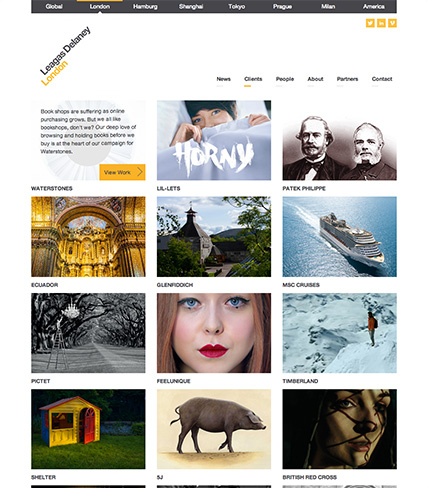 Global London Hamburg Shanghai Tokyo Prague Milan America
Leagas Delaney
London
News Clients People About Partners Contact
Book shops are suffering as online
purchasing grows. But we all like
bookshops, don't we? Our deep love of
browsing and holding books before we
buy is at the heart of our campaign for
Waterstones.
View Work
HORNY
WATERSTONES LIL-LETS PATEK PHILIPPE
ECUADOR GLENFIDDICH MSC CRUISES
PICTET FEELUNIQUE TIMBERLAND
SHELTER 5J BRITISH RED CROSS